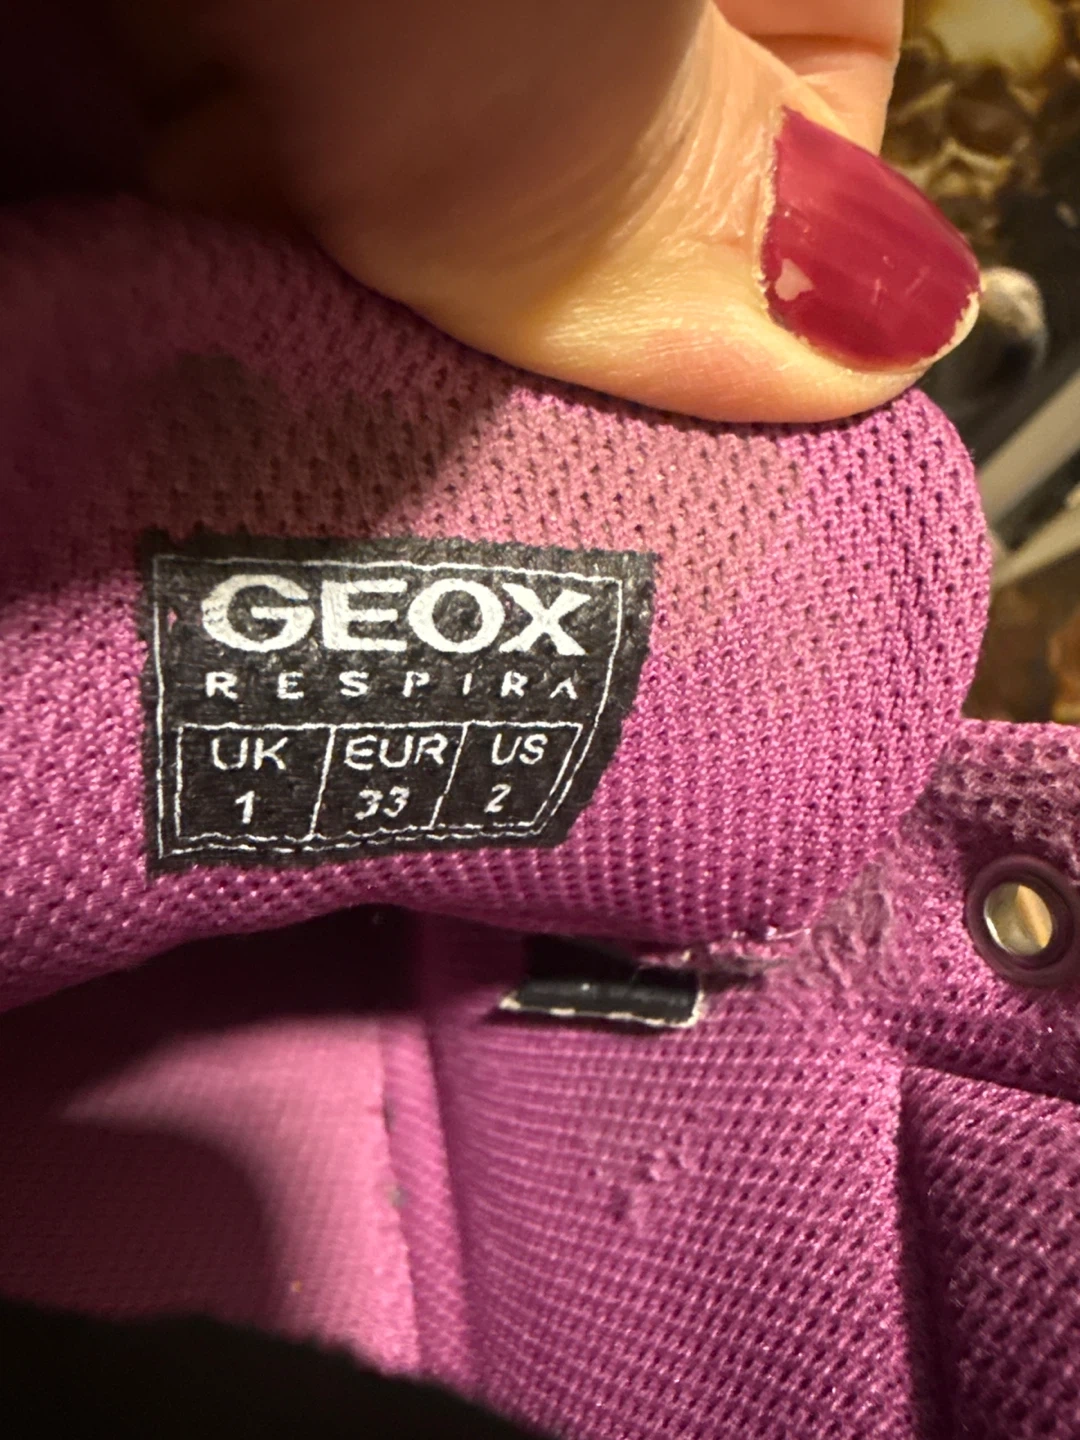 GEOX
RESPIRA
UK EUR US
1 33 2